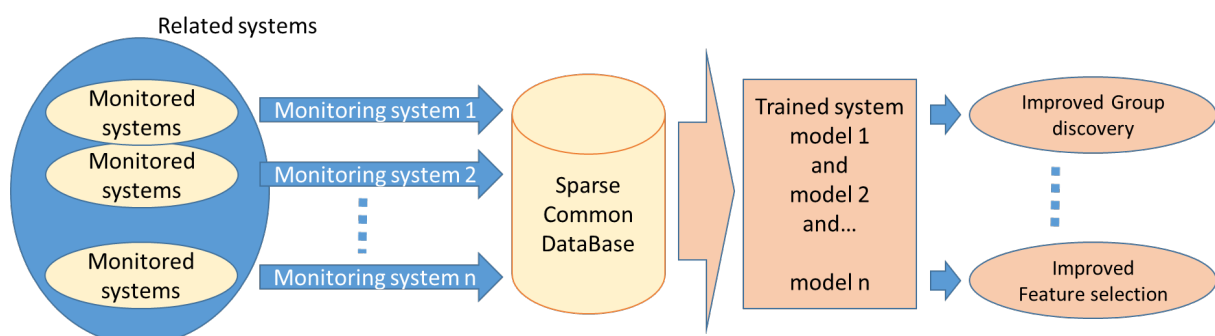 Related systems
Monitored
systems
Monitoring system 1
Monitored
systems
Monitoring system 2
Monitored
systems
Monitoring system n
Sparse
Common
DataBase
Trained system
model 1
and
model 2
and...
model n
Improved Group
discovery
Improved
Feature selection